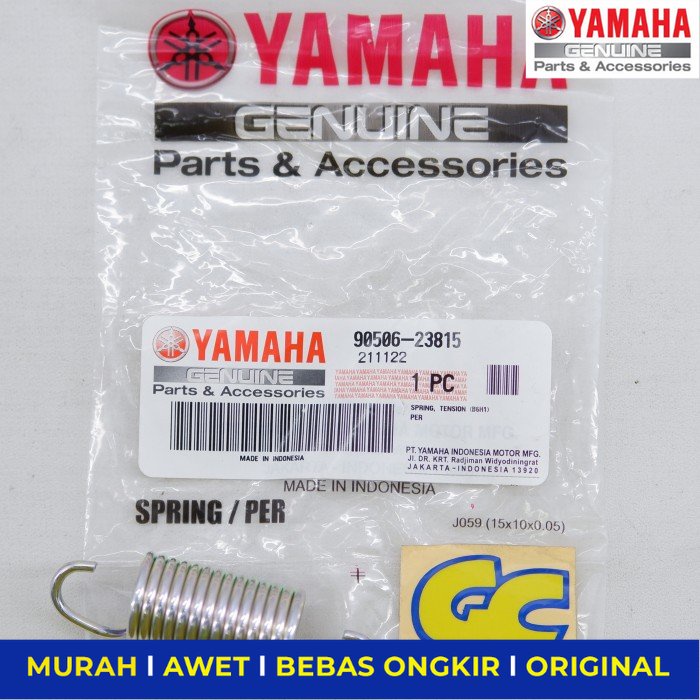 YAMAHA
GENUINE
Parts & Accessories
YAMAHA
GENUINE
Parts & Accessories
YAMAHA
GENUINE
Parts & Accessories
90506-23815
211122
1 PC
SPRING, TENSION (B6H1)
PER
MADE IN INDONESIA
PT. YAMAHA INDONESIA MOTOR MFG.
JL. DR. KRT. Radjiman Widyodiningrat
JAKARTA-INDONESIA 13920
MADE IN INDONESIA
SPRING / PER
J059 (15x10x0.05)
GC
MURAH | AWET | BEBAS ONGKIR | ORIGINAL